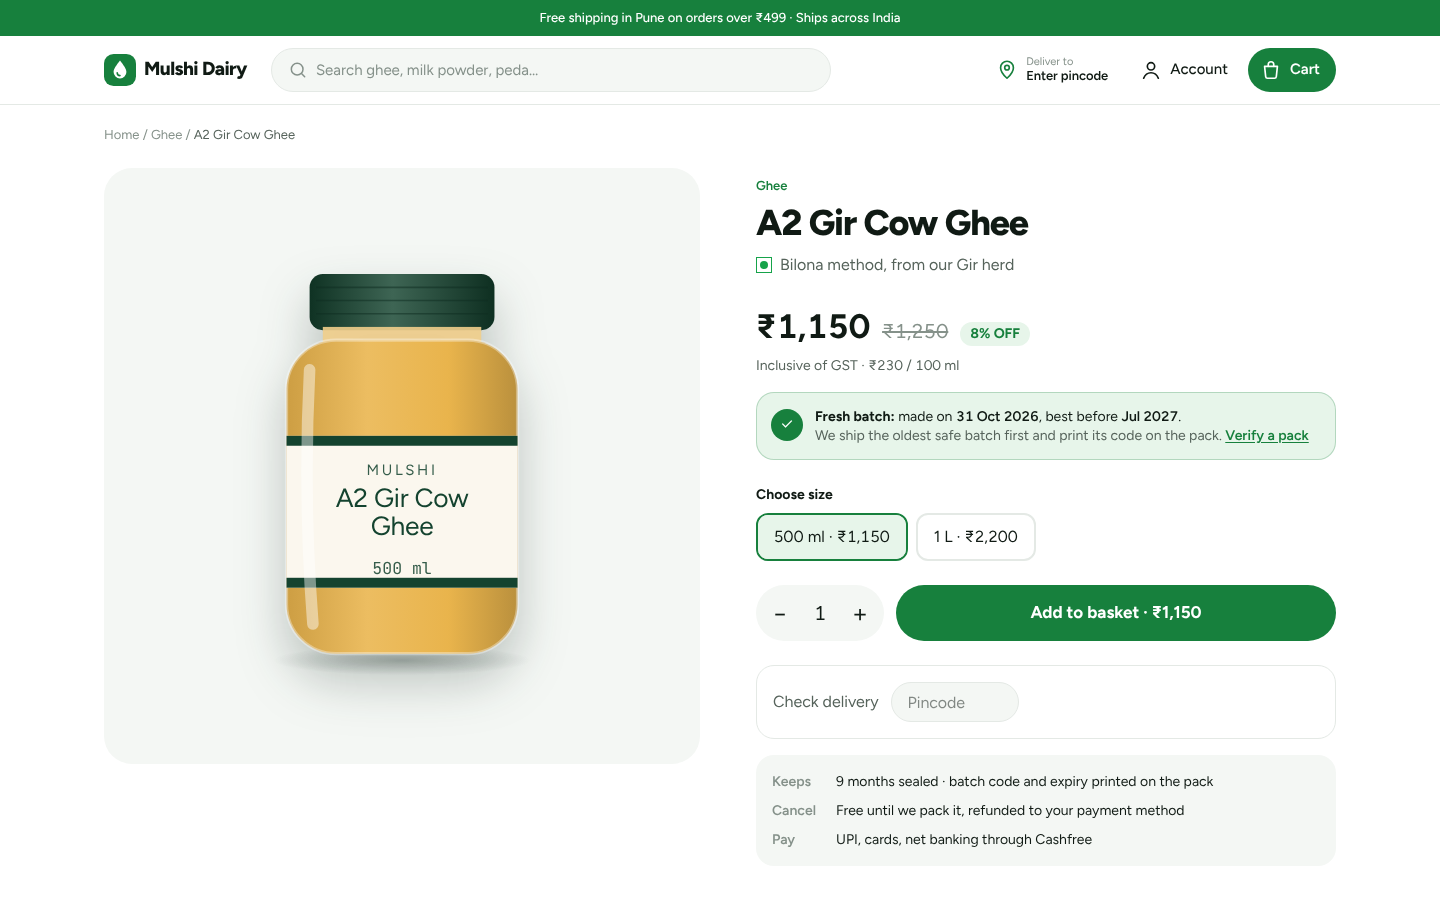 Free shipping in Pune on orders over ₹499 · Ships across India
Mulshi Dairy
Search ghee, milk powder, peda...
Deliver to
Enter pincode
Account
Cart
Home / Ghee / A2 Gir Cow Ghee
MULSHI
A2 Gir Cow
Ghee
500 ml
Ghee
A2 Gir Cow Ghee
Bilona method, from our Gir herd
₹1,150 ₹1,250 8% OFF
Inclusive of GST · ₹230 / 100 ml
Fresh batch: made on 31 Oct 2026, best before Jul 2027.
We ship the oldest safe batch first and print its code on the pack. Verify a pack
Choose size
500 ml · ₹1,150
1 L · ₹2,200
− 1 +
Add to basket · ₹1,150
Check delivery
Pincode
Keeps 9 months sealed · batch code and expiry printed on the pack
Cancel Free until we pack it, refunded to your payment method
Pay UPI, cards, net banking through Cashfree